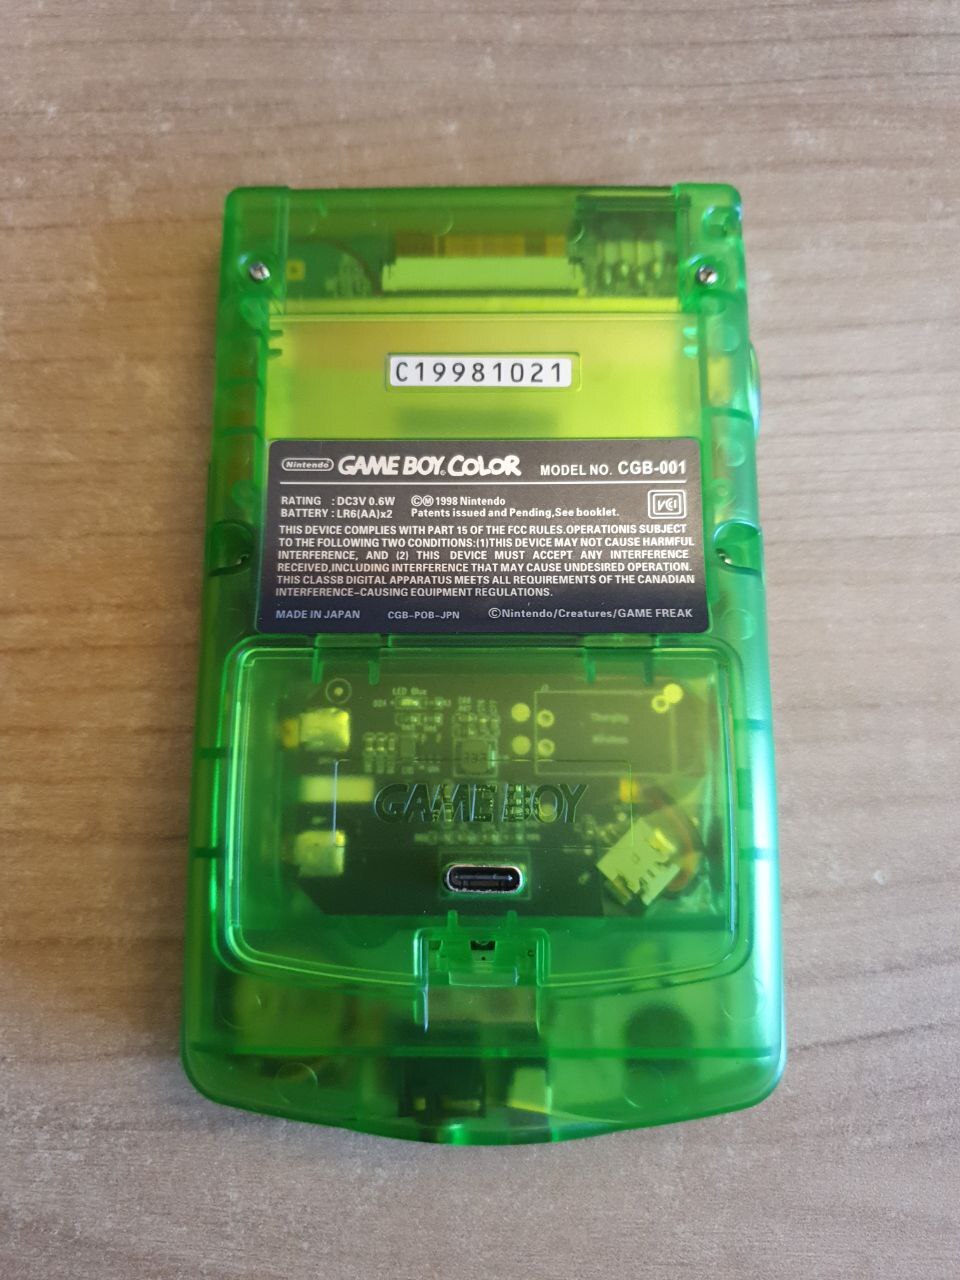 C19981021
Nintendo GAME BOY COLOR MODEL NO. CGB-001
RATING : DC3V 0.6W ©Ⓜ1998 Nintendo
BATTERY : LR6(AA)x2 Patents issued and Pending,See booklet.
VCI
THIS DEVICE COMPLIES WITH PART 15 OF THE FCC RULES.OPERATIONIS SUBJECT
TO THE FOLLOWING TWO CONDITIONS:(1)THIS DEVICE MAY NOT CAUSE HARMFUL
INTERFERENCE, AND (2) THIS DEVICE MUST ACCEPT ANY INTERFERENCE
RECEIVED,INCLUDING INTERFERENCE THAT MAY CAUSE UNDESIRED OPERATION.
THIS CLASSB DIGITAL APPARATUS MEETS ALL REQUIREMENTS OF THE CANADIAN
INTERFERENCE-CAUSING EQUIPMENT REGULATIONS.
MADE IN JAPAN CGB-POB-JPN ©Nintendo/Creatures/GAME FREAK
LED Blue
GAME BOY